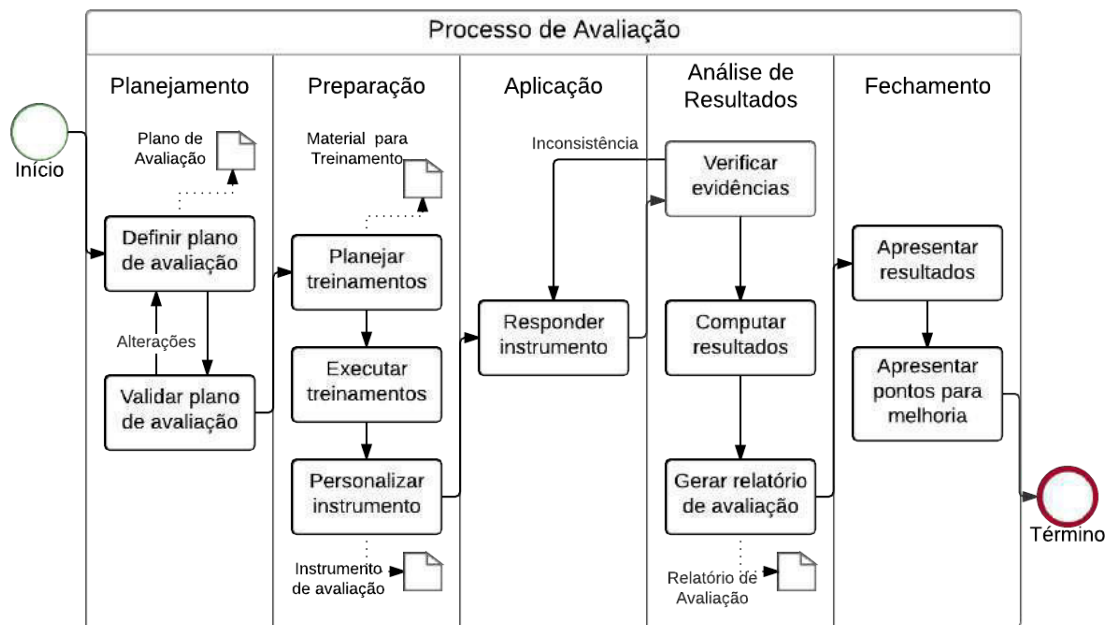 Processo de Avaliação
Planejamento
Preparação
Aplicação
Análise de
Resultados
Fechamento
Início
Plano de
Avaliação
Definir plano
de avaliação
Alterações
Validar plano
de avaliação
Material para
Treinamento
Planejar
treinamentos
Executar
treinamentos
Personalizar
instrumento
Instrumento
de avaliação
Inconsistência
Responder
instrumento
Verificar
evidências
Computar
resultados
Gerar relatório
de avaliação
Relatório de
Avaliação
Apresentar
resultados
Apresentar
pontos para
melhoria
Término